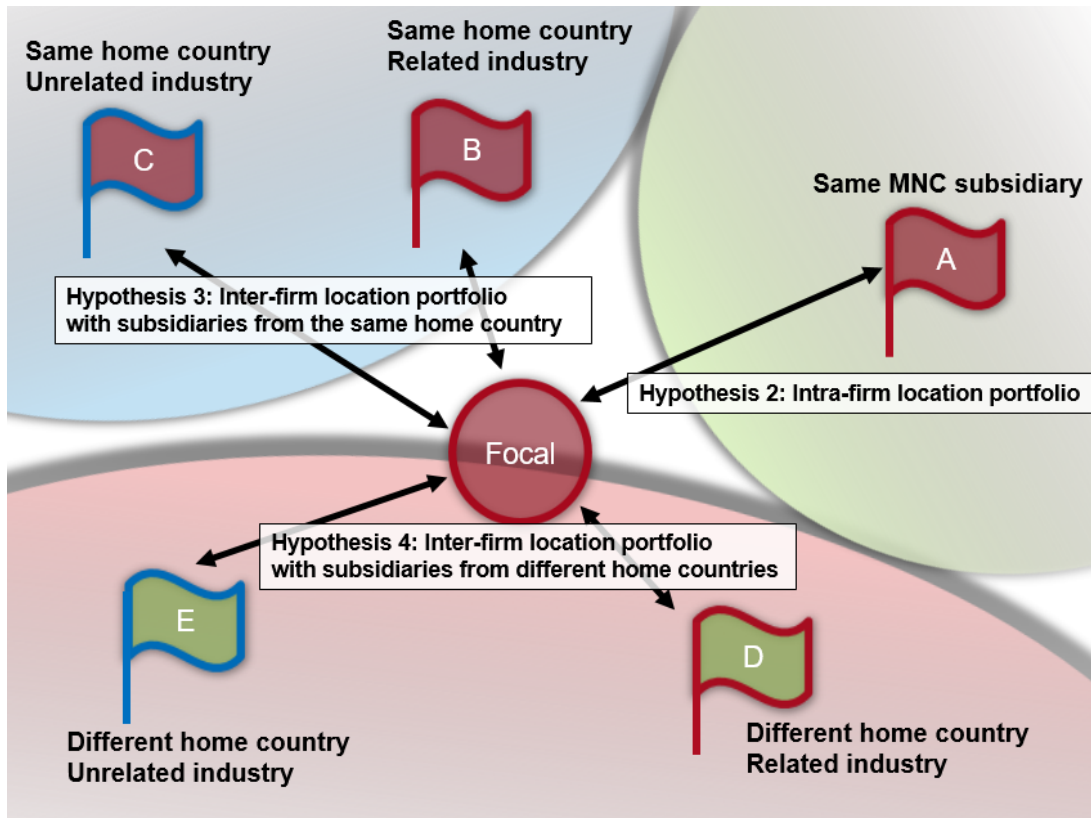 Same home country
Unrelated industry
Same home country
Related industry
C
B
Same MNC subsidiary
A
Hypothesis 3: Inter-firm location portfolio
with subsidiaries from the same home country
Hypothesis 2: Intra-firm location portfolio
Focal
Hypothesis 4: Inter-firm location portfolio
with subsidiaries from different home countries
E
D
Different home country
Unrelated industry
Different home country
Related industry